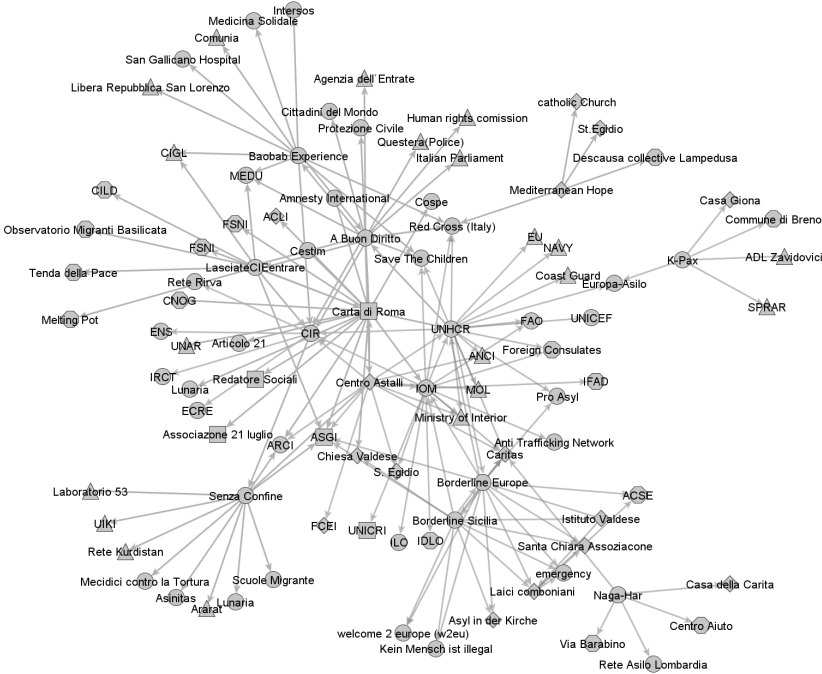 Intersos
Medicina Solidale
Comunia
San Gallicano Hospital
Agenzia dell`Entrate
Libera Repubblica San Lorenzo
catholic Church
Cittadini del Mondo
Human rights comission
Protezione Civile
St.Egidio
Questera(Police)
CIGL
Baobab Experience
Italian Parliament
Descausa collective Lampedusa
MEDU
CILD
Mediterranean Hope
Amnesty International
Cospe
Casa Giona
ACLI
FSNI
Red Cross (Italy)
Commune di Breno
Observatorio Migranti Basilicata
A Buon Diritto
EU
FSNI
Cestim
NAVY
Save The Children
K-Pax
ADL Zavidovici
LasciateCIEentrare
Tenda della Pace
Coast Guard
Rete Rirva
Europa-Asilo
CNOG
SPRAR
Carta di Roma
Melting Pot
FAO
UNICEF
UNHCR
ENS
CIR
UNAR
Articolo 21
Foreign Consulates
ANCI
IRCT
Redatore Sociali
Centro Astalli
IFAD
Lunaria
IOM
MOL
Pro Asyl
ECRE
Ministry of Interior
Associazone 21 luglio
ASGI
ARCI
Anti Trafficking Network
Chiesa Valdese
Caritas
S. Egidio
Borderline Europe
Laboratorio 53
Senza Confine
ACSE
Istituto Valdese
Borderline Sicilia
UIKI
FCEI
UNICRI
ILO
IDLO
Santa Chiara Assoziacone
Rete Kurdistan
emergency
Mecidici contro la Tortura
Scuole Migrante
Casa della Carita
Laici comboniani
Naga-Har
Asinitas
Lunaria
Ararat
Asyl in der Kirche
Centro Aiuto
welcome 2 europe (w2eu)
Via Barabino
Kein Mensch ist illegal
Rete Asilo Lombardia